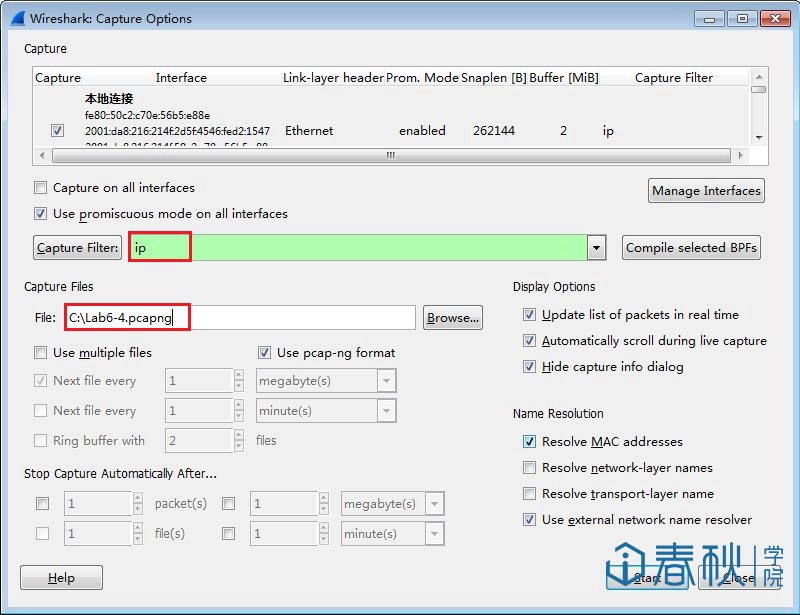 Wireshark: Capture Options
Capture
Capture Interface Link-layer header Prom. Mode Snaplen [B] Buffer [MiB] Capture Filter
本地连接
fe80::50c2:c70e:56b5:e88e
2001:da8:216:214f:2d5f:4546:fed2:1547
Ethernet enabled 262144 2 ip
Capture on all interfaces
Manage Interfaces
Use promiscuous mode on all interfaces
Capture Filter: ip Compile selected BPFs
Capture Files
File: C:\Lab6-4.pcapng Browse...
Use multiple files Use pcap-ng format
Next file every 1 megabyte(s)
Next file every 1 minute(s)
Ring buffer with 2 files
Stop Capture Automatically After...
1 packet(s) 1 megabyte(s)
1 file(s) 1 minute(s)
Display Options
Update list of packets in real time
Automatically scroll during live capture
Hide capture info dialog
Name Resolution
Resolve MAC addresses
Resolve network-layer names
Resolve transport-layer name
Use external network name resolver
Help Start Close
春秋学院